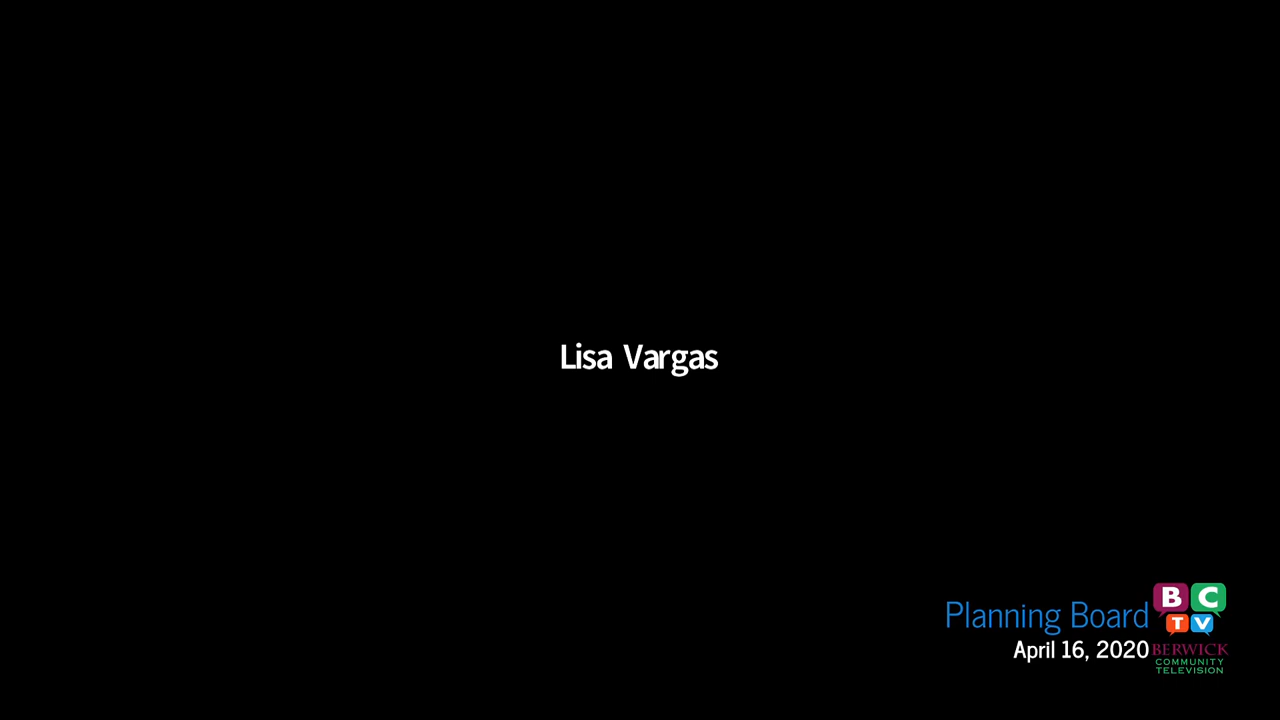 Lisa Vargas
Planning Board
April 16, 2020
B C
T V
BERWICK
COMMUNITY
TELEVISION